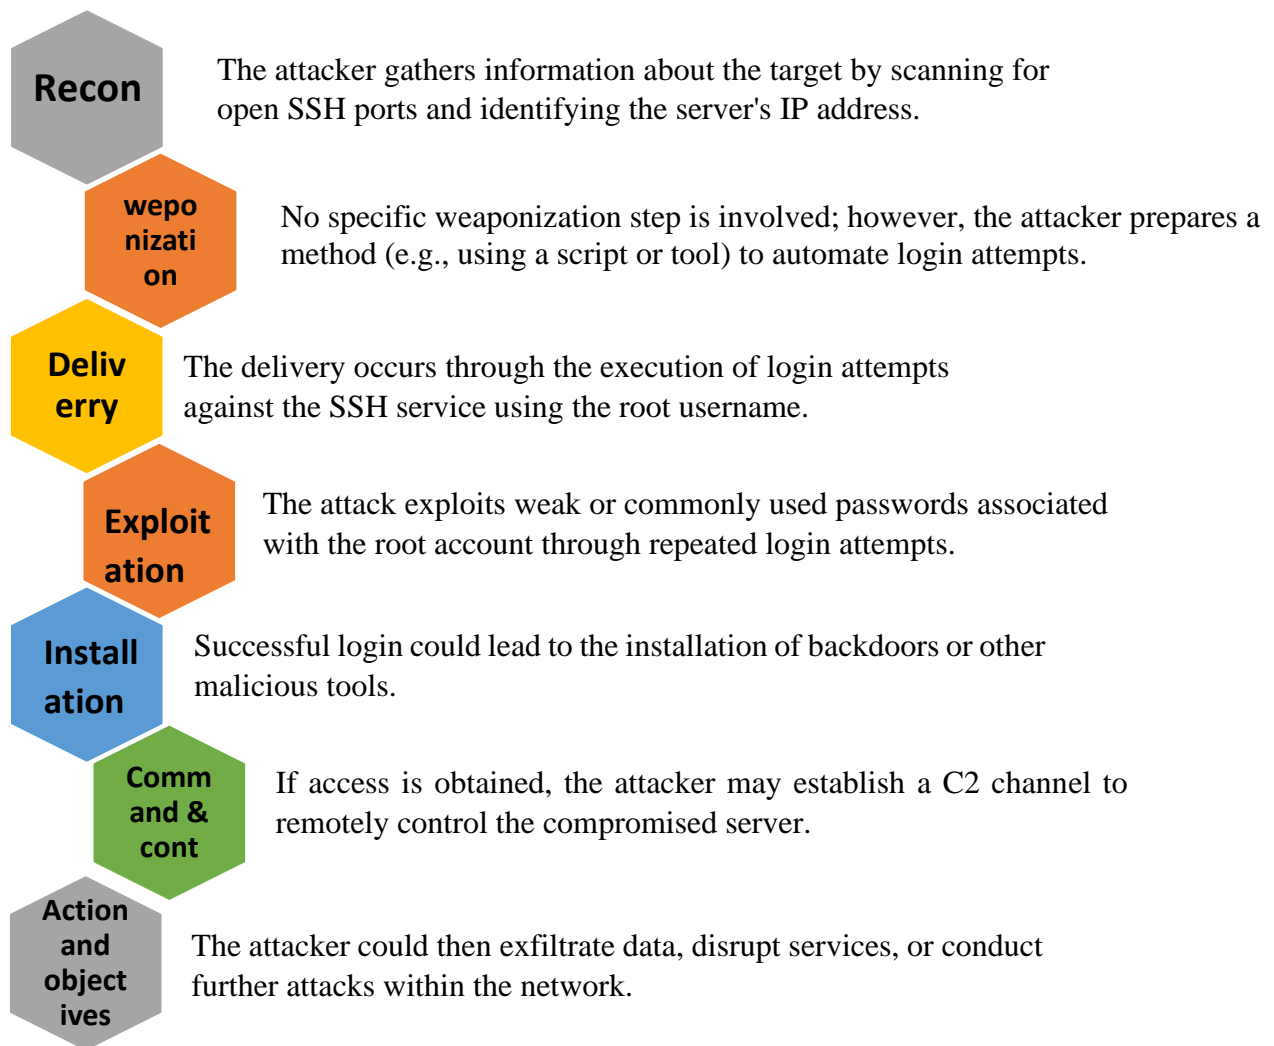 Recon
The attacker gathers information about the target by scanning for
open SSH ports and identifying the server's IP address.
wepo
nizati
on
No specific weaponization step is involved; however, the attacker prepares a
method (e.g., using a script or tool) to automate login attempts.
Deliv
erry
The delivery occurs through the execution of login attempts
against the SSH service using the root username.
Exploit
ation
The attack exploits weak or commonly used passwords associated
with the root account through repeated login attempts.
Install
ation
Successful login could lead to the installation of backdoors or other
malicious tools.
Comm
and &
cont
If access is obtained, the attacker may establish a C2 channel to
remotely control the compromised server.
Action
and
object
ives
The attacker could then exfiltrate data, disrupt services, or conduct
further attacks within the network.